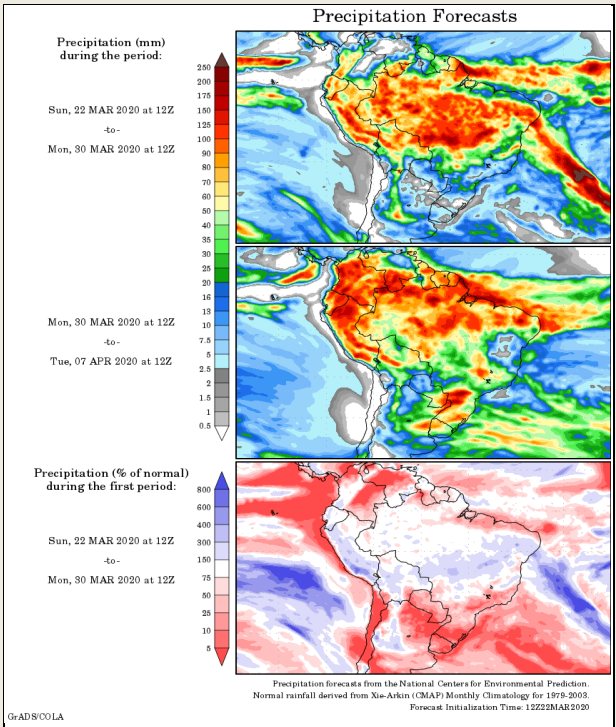 Precipitation Forecasts
Precipitation (mm)
during the period:
Sun, 22 MAR 2020 at 12Z
-to-
Mon, 30 MAR 2020 at 12Z
250
200
175
150
125
100
90
80
70
60
50
40
35
30
25
20
16
13
10
7.5
5
2.5
2
1.5
1
0.5
Mon, 30 MAR 2020 at 12Z
-to-
Tue, 07 APR 2020 at 12Z
Precipitation (% of normal)
during the first period:
Sun, 22 MAR 2020 at 12Z
-to-
Mon, 30 MAR 2020 at 12Z
800
600
400
300
150
75
50
25
10
5
Precipitation forecasts from the National Centers for Environmental Prediction.
Normal rainfall derived from Xie-Arkin (CMAP) Monthly Climatology for 1979-2003.
Forecast Initialization Time: 12Z22MAR2020
GrADS/COLA